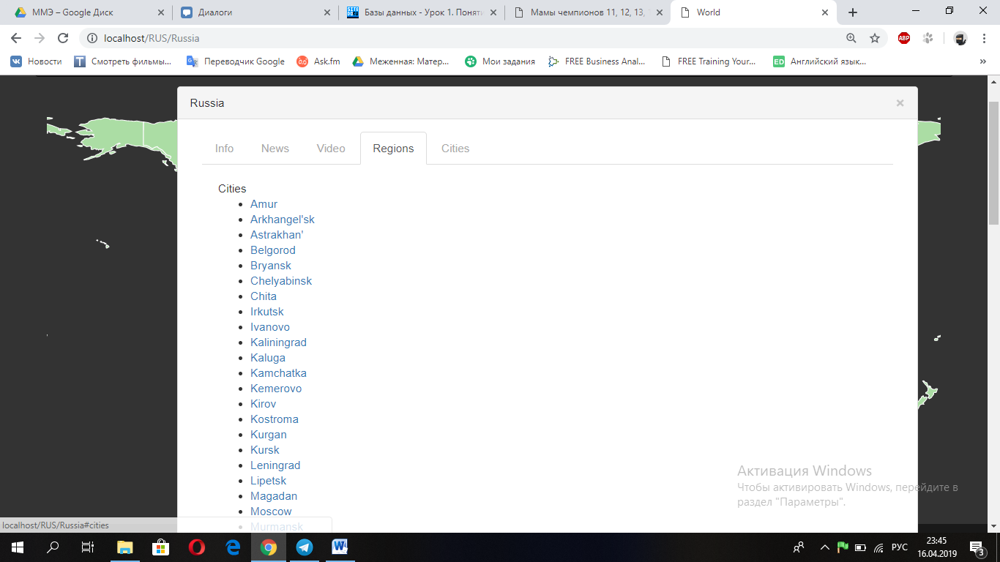 ММЭ – Google Диск
Диалоги
Базы данных - Урок 1. Поняти
Мамы чемпионов 11, 12, 13,
World
localhost/RUS/Russia
ABP
Новости
Смотреть фильмы...
Переводчик Google
Ask.fm
Меженная: Матер...
Мои задания
FREE Business Anal...
FREE Training Your...
ED
Английский язык...
»
Russia
×
Info
News
Video
Regions
Cities
Cities
Amur
Arkhangel'sk
Astrakhan'
Belgorod
Bryansk
Chelyabinsk
Chita
Irkutsk
Ivanovo
Kaliningrad
Kaluga
Kamchatka
Kemerovo
Kirov
Kostroma
Kurgan
Kursk
Leningrad
Lipetsk
Magadan
Moscow
Murmansk
Активация Windows
Чтобы активировать Windows, перейдите в
раздел "Параметры".
localhost/RUS/Russia#cities
РУС
23:45
16.04.2019
3